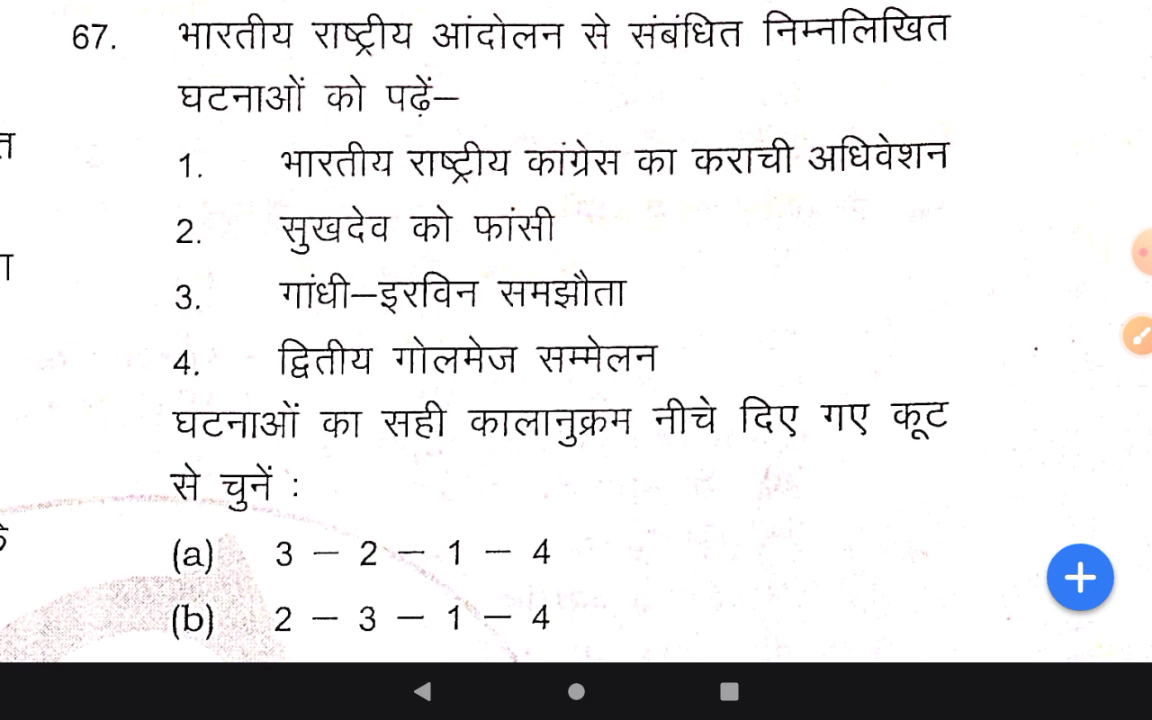 67. भारतीय राष्ट्रीय आंदोलन से संबंधित निम्नलिखित
घटनाओं को पढ़ें–
1. भारतीय राष्ट्रीय कांग्रेस का कराची अधिवेशन
2. सुखदेव को फांसी
3. गांधी–इरविन समझौता
4. द्वितीय गोलमेज सम्मेलन
घटनाओं का सही कालानुक्रम नीचे दिए गए कूट
से चुनें :
(a) 3 – 2 – 1 – 4
(b) 2 – 3 – 1 – 4